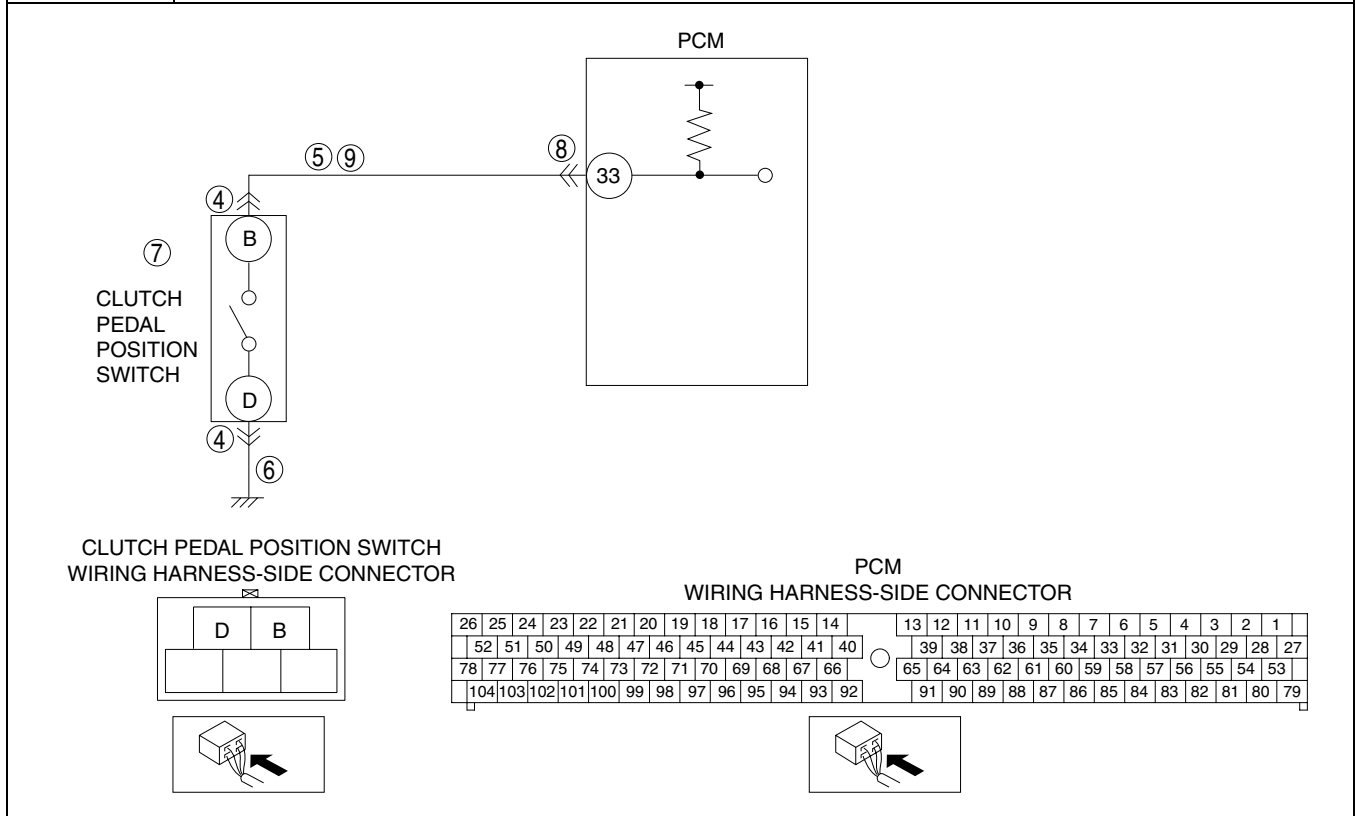 PCM
⑤ ⑨
⑧
33
④
B
⑦
CLUTCH
PEDAL
POSITION
SWITCH
D
④
⑥
CLUTCH PEDAL POSITION SWITCH
WIRING HARNESS-SIDE CONNECTOR
D B
PCM
WIRING HARNESS-SIDE CONNECTOR
26 25 24 23 22 21 20 19 18 17 16 15 14 13 12 11 10 9 8 7 6 5 4 3 2 1
52 51 50 49 48 47 46 45 44 43 42 41 40 39 38 37 36 35 34 33 32 31 30 29 28 27
78 77 76 75 74 73 72 71 70 69 68 67 66 65 64 63 62 61 60 59 58 57 56 55 54 53
104 103 102 101 100 99 98 97 96 95 94 93 92 91 90 89 88 87 86 85 84 83 82 81 80 79